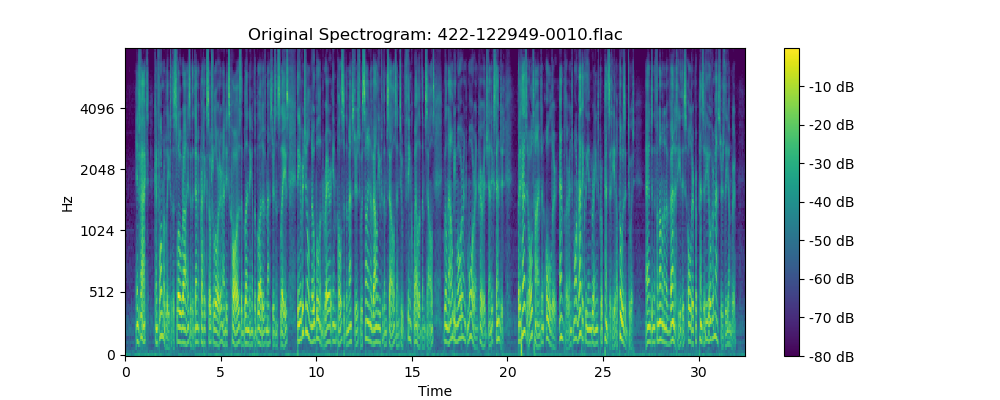 Original Spectrogram: 422-122949-0010.flac
Hz
4096
2048
1024
512
0
0 5 10 15 20 25 30
Time
-10 dB
-20 dB
-30 dB
-40 dB
-50 dB
-60 dB
-70 dB
-80 dB